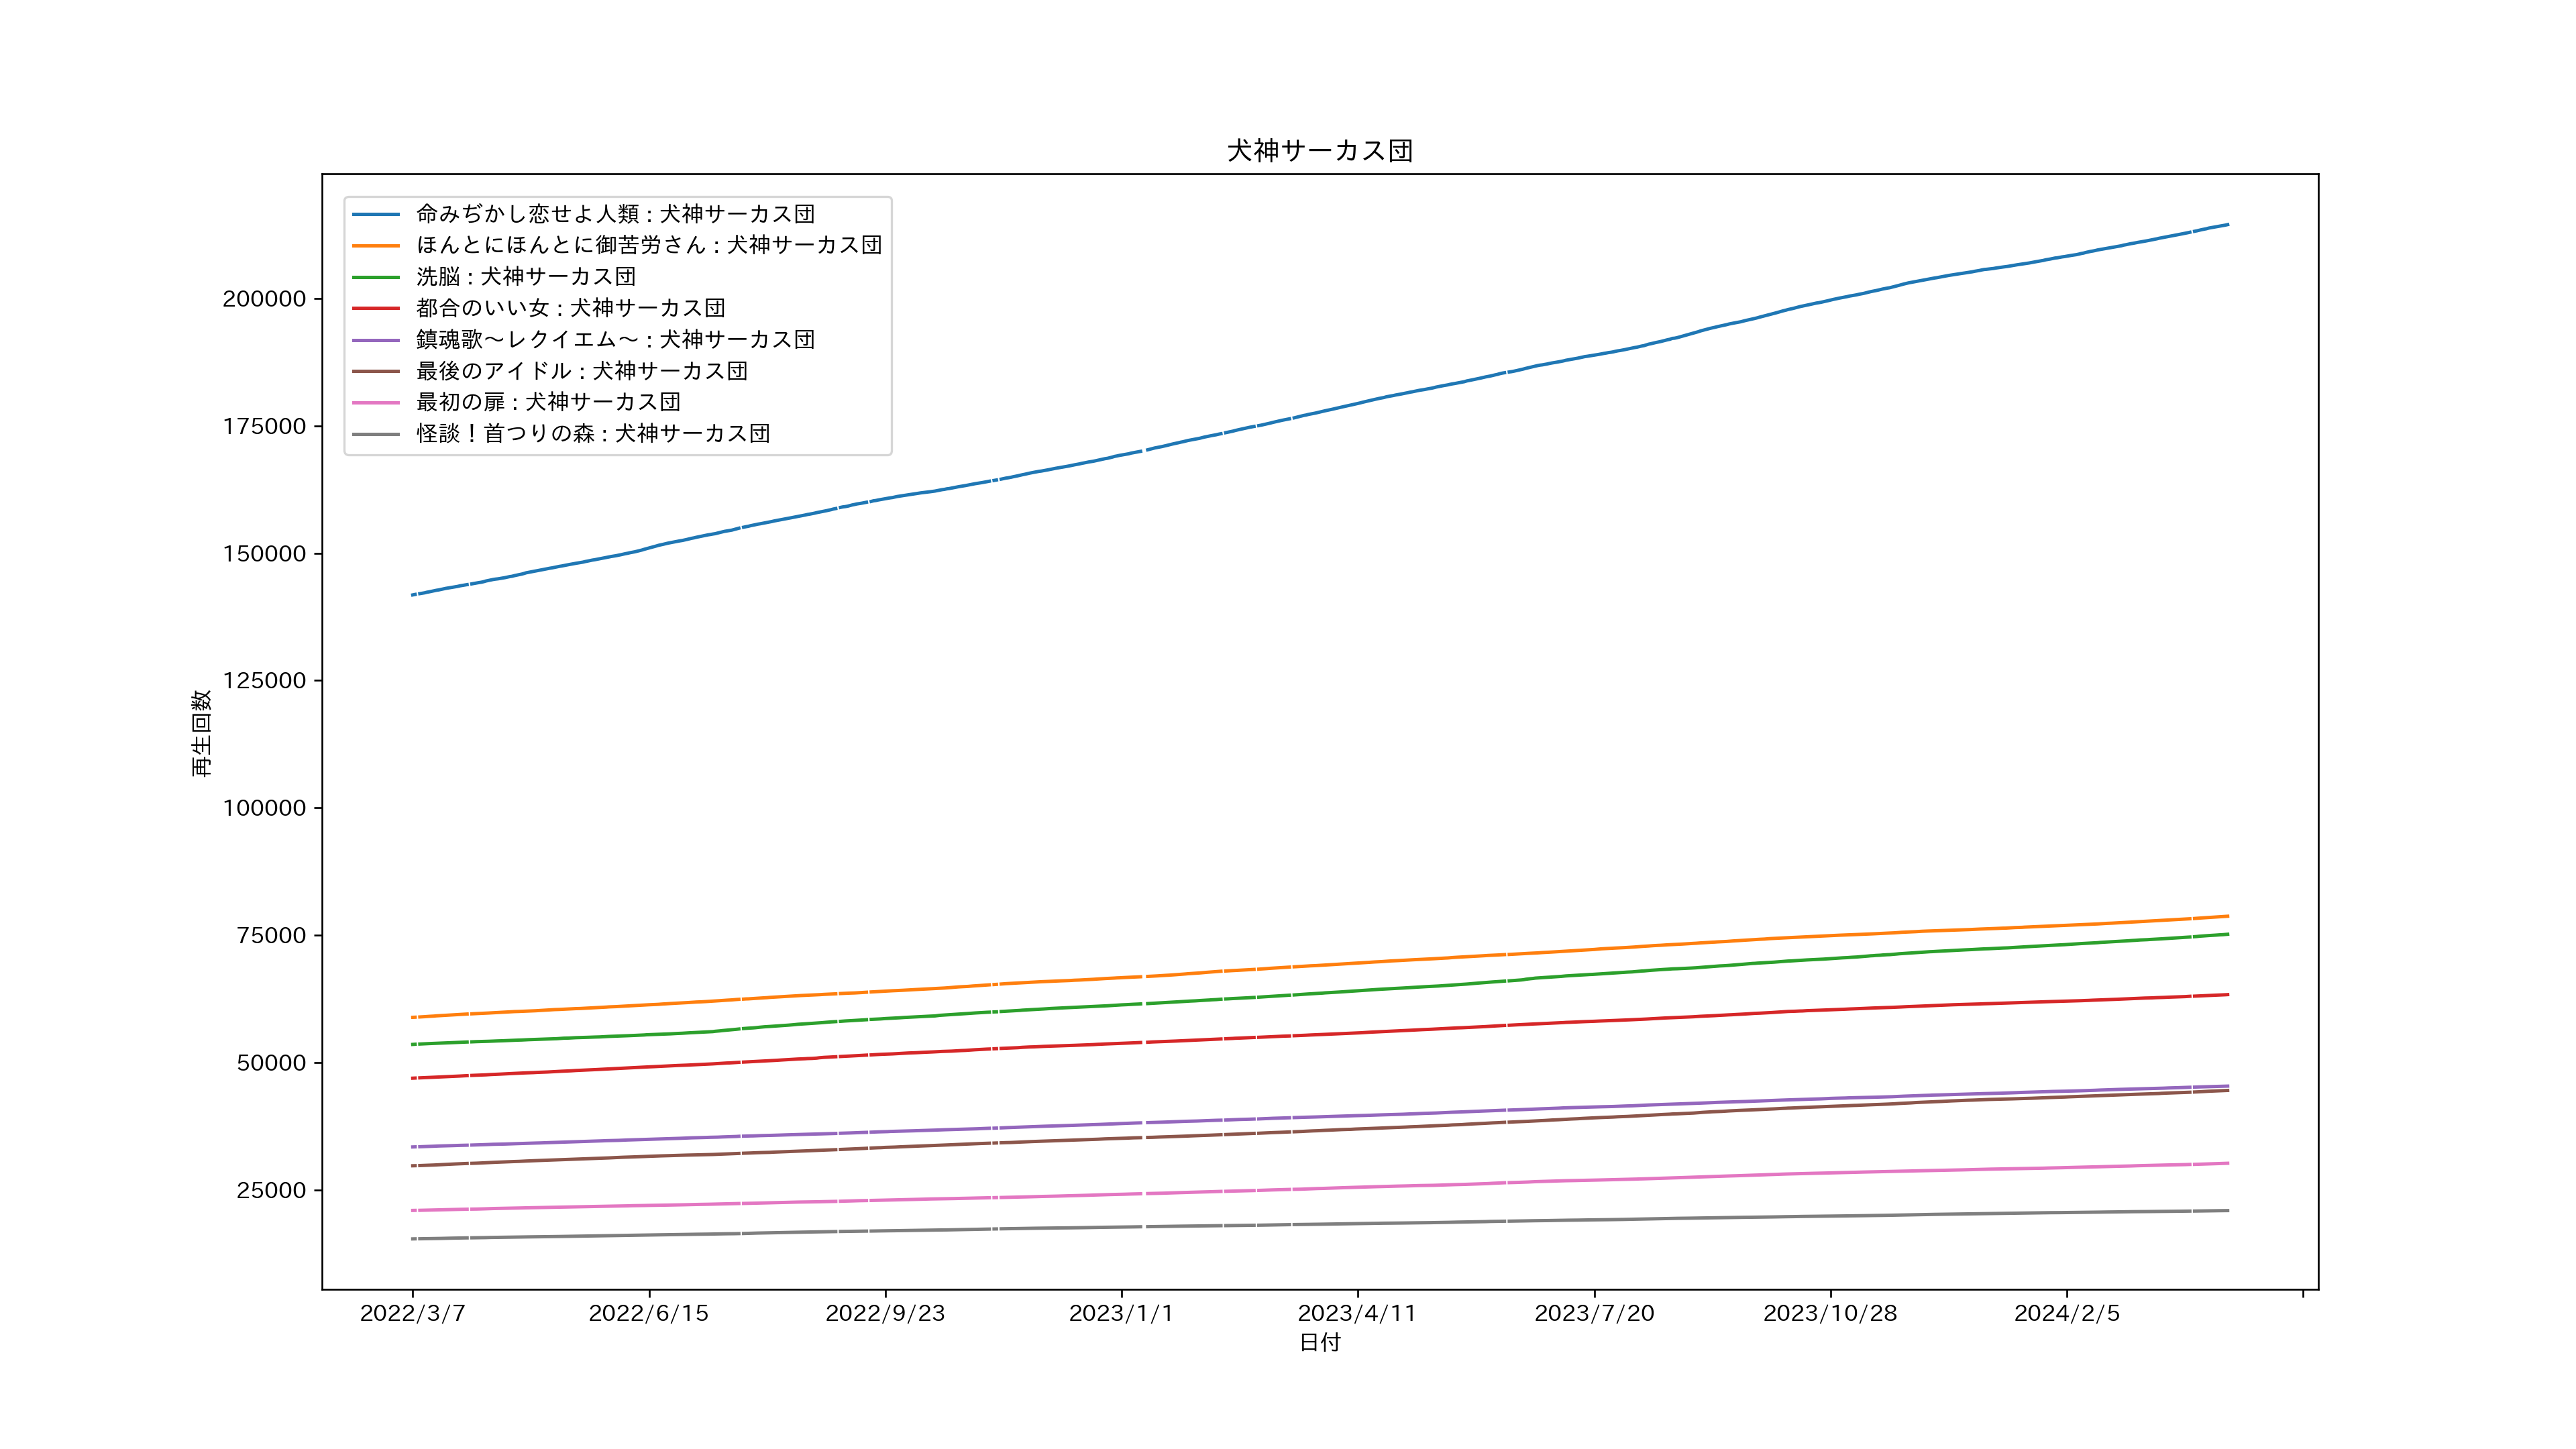 犬神サーカス団
命みぢかし恋せよ人類 : 犬神サーカス団
ほんとにほんとに御苦労さん : 犬神サーカス団
洗脳 : 犬神サーカス団
都合のいい女 : 犬神サーカス団
鎮魂歌～レクイエム～ : 犬神サーカス団
最後のアイドル : 犬神サーカス団
最初の扉 : 犬神サーカス団
怪談！首つりの森 : 犬神サーカス団
200000
175000
150000
125000
100000
75000
50000
25000
再生回数
2022/3/7
2022/6/15
2022/9/23
2023/1/1
2023/4/11
2023/7/20
2023/10/28
2024/2/5
日付